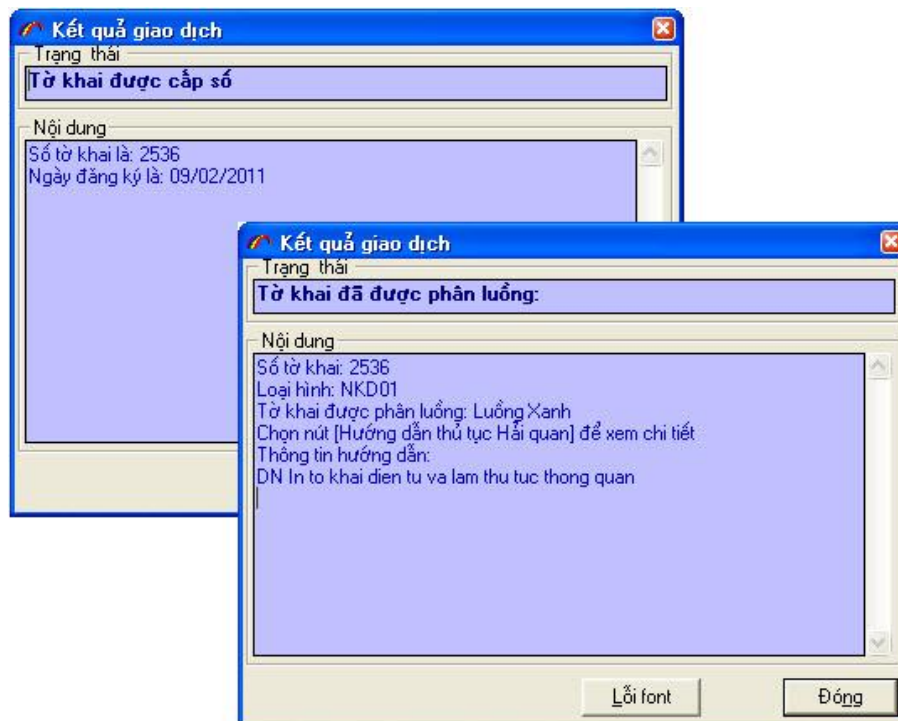 Kết quả giao dịch
Trạng thái
Tờ khai được cấp số
Nội dung
Số tờ khai là: 2536
Ngày đăng ký là: 09/02/2011
Kết quả giao dịch
Trạng thái
Tờ khai đã được phân luồng:
Nội dung
Số tờ khai: 2536
Loại hình: NKD01
Tờ khai được phân luồng: Luồng Xanh
Chọn nút [Hướng dẫn thủ tục Hải quan] để xem chi tiết
Thông tin hướng dẫn:
DN In to khai dien tu va lam thu tuc thong quan
Lỗi font
Đóng